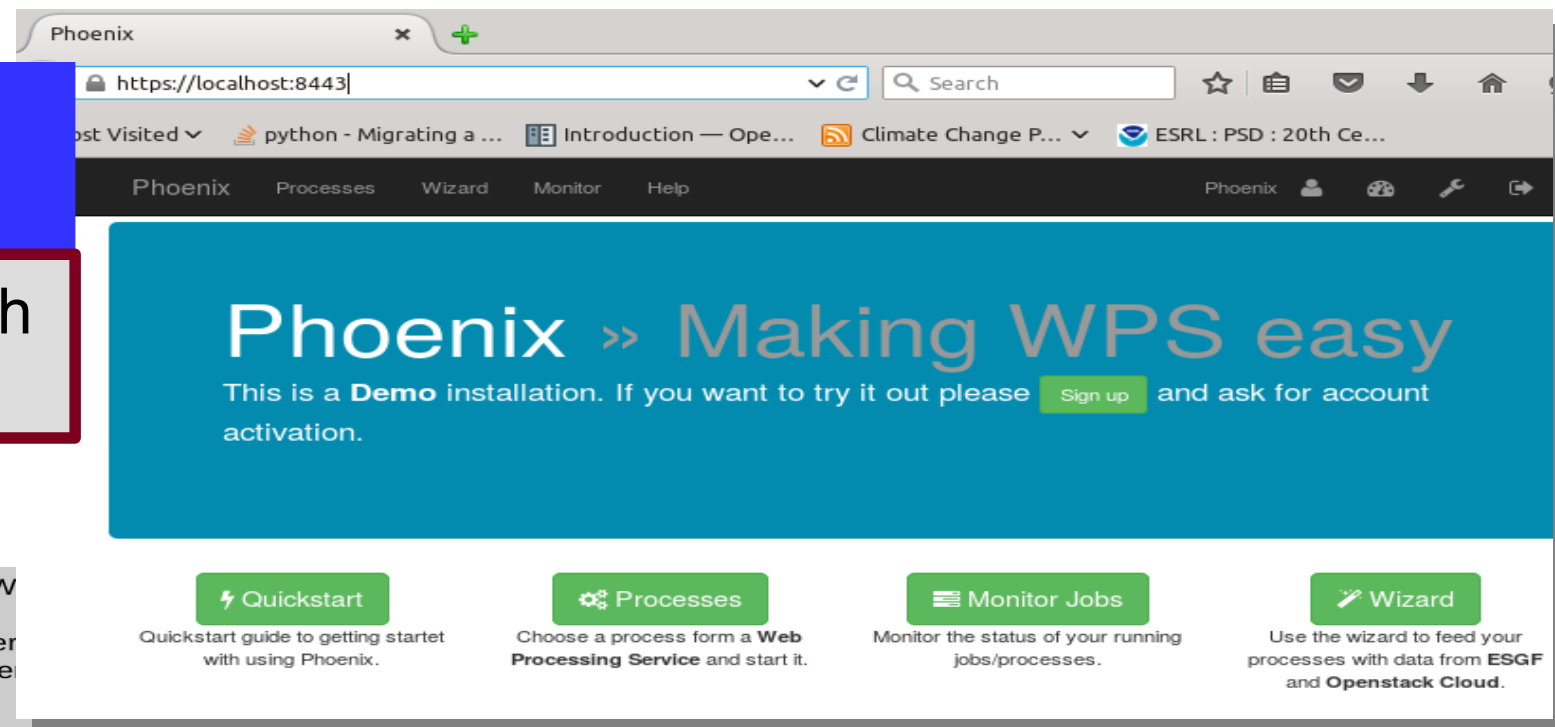 Phoenix
https://localhost:8443
Search
Visited
python - Migrating a ...
Introduction — Ope...
Climate Change P...
ESRL : PSD : 20th Ce...
Phoenix Processes Wizard Monitor Help Phoenix
Phoenix » Making WPS easy
This is a Demo installation. If you want to try it out please Sign up and ask for account
activation.
Quickstart
Quickstart guide to getting startet
with using Phoenix.
Processes
Choose a process form a Web
Processing Service and start it.
Monitor Jobs
Monitor the status of your running
jobs/processes.
Wizard
Use the wizard to feed your
processes with data from ESGF
and Openstack Cloud.